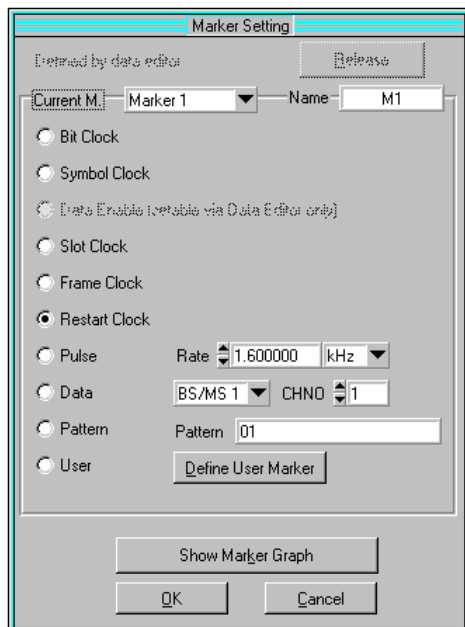 Marker Setting
Defined by data editor
Release
Current M.
Marker 1
Name
M1
Bit Clock
Symbol Clock
Data Enable (setable via Data Editor only)
Slot Clock
Frame Clock
Restart Clock
Pulse
Rate
1.600000
kHz
Data
BS/MS 1
CHNO
1
Pattern
Pattern
01
User
Define User Marker
Show Marker Graph
OK
Cancel